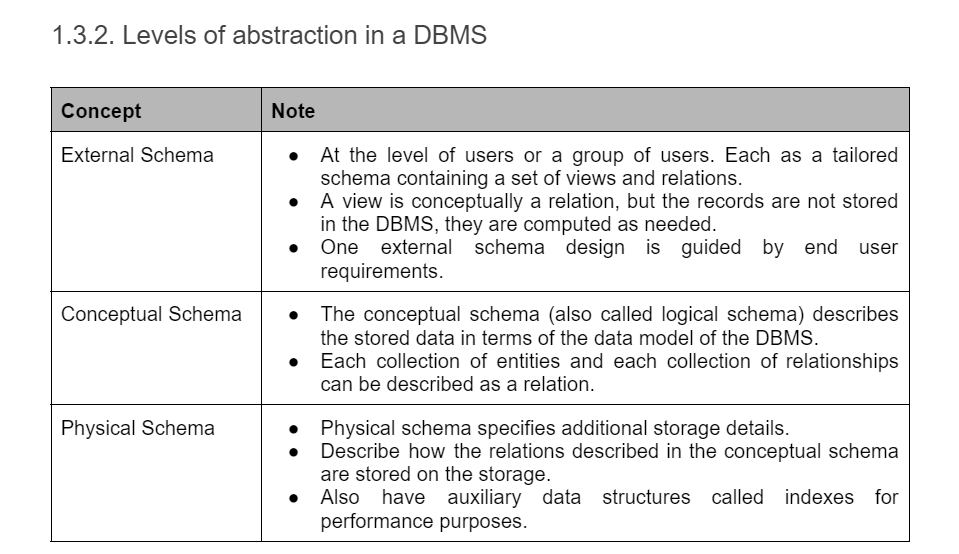 1.3.2. Levels of abstraction in a DBMS
Concept
Note
External Schema
● At the level of users or a group of users. Each as a tailored
schema containing a set of views and relations.
● A view is conceptually a relation, but the records are not stored
in the DBMS, they are computed as needed.
● One external schema design is guided by end user
requirements.
Conceptual Schema
● The conceptual schema (also called logical schema) describes
the stored data in terms of the data model of the DBMS.
● Each collection of entities and each collection of relationships
can be described as a relation.
Physical Schema
● Physical schema specifies additional storage details.
● Describe how the relations described in the conceptual schema
are stored on the storage.
● Also have auxiliary data structures called indexes for
performance purposes.